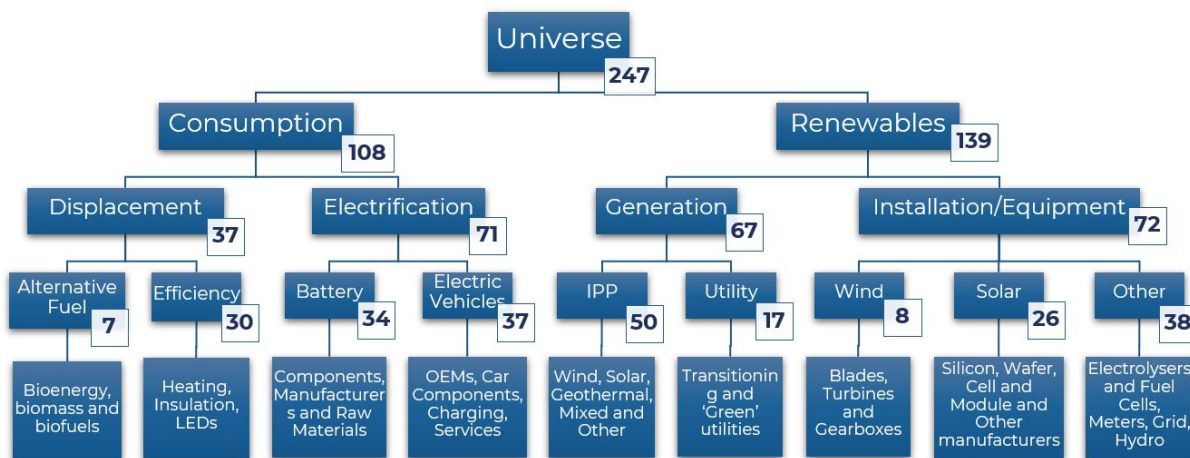 Universe
247
Consumption
108
Renewables
139
Displacement
37
Electrification
71
Generation
67
Installation/Equipment
72
Alternative
Fuel
7
Efficiency
30
Battery
34
Electric
Vehicles
37
IPP
50
Utility
17
Wind
8
Solar
26
Other
38
Bioenergy,
biomass and
biofuels
Heating,
Insulation,
LEDs
Components,
Manufacturer
s and Raw
Materials
OEMs, Car
Components,
Charging,
Services
Wind, Solar,
Geothermal,
Mixed and
Other
Transitionin
g and
‘Green’
utilities
Blades,
Turbines
and
Gearboxes
Silicon, Wafer,
Cell and
Module and
Other
manufacturers
Electrolysers
and Fuel
Cells,
Meters, Grid,
Hydro